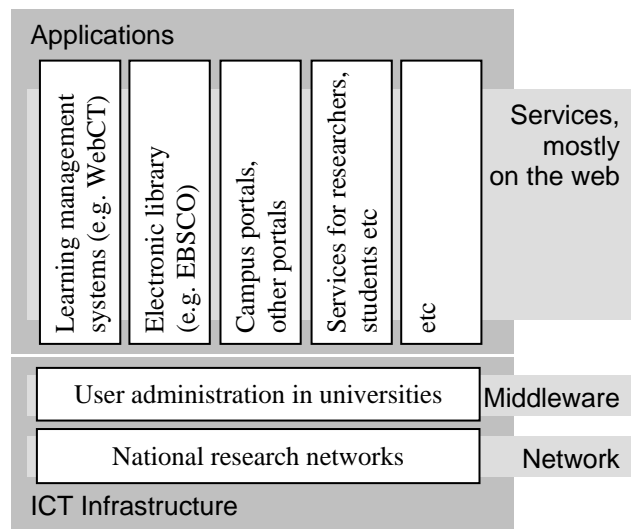 Applications
Learning management
systems (e.g. WebCT)
Electronic library
(e.g. EBSCO)
Campus portals,
other portals
Services for researchers,
students etc
etc
Services,
mostly
on the web
User administration in universities
Middleware
National research networks
Network
ICT Infrastructure